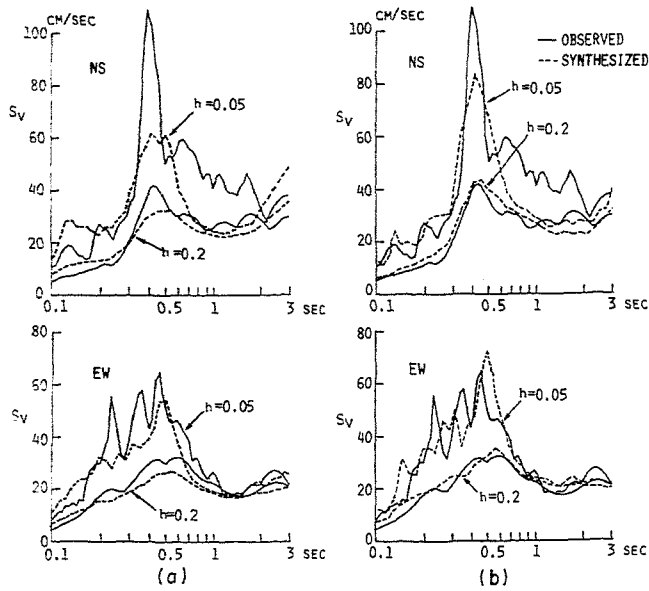 CM/SEC
100
80
60
40
20
0
NS
SV
h=0.05
h=0.2
0.1 0.5 1 3 SEC
CM/SEC
100
80
60
40
20
0
NS
SV
OBSERVED
SYNTHESIZED
h=0.05
h=0.2
0.1 0.5 1 3 SEC
80
60
40
20
0
EW
SV
h=0.05
h=0.2
0.1 0.5 1 3 SEC
(a)
80
60
40
20
0
EW
SV
h=0.05
h=0.2
0.1 0.5 1 3 SEC
(b)